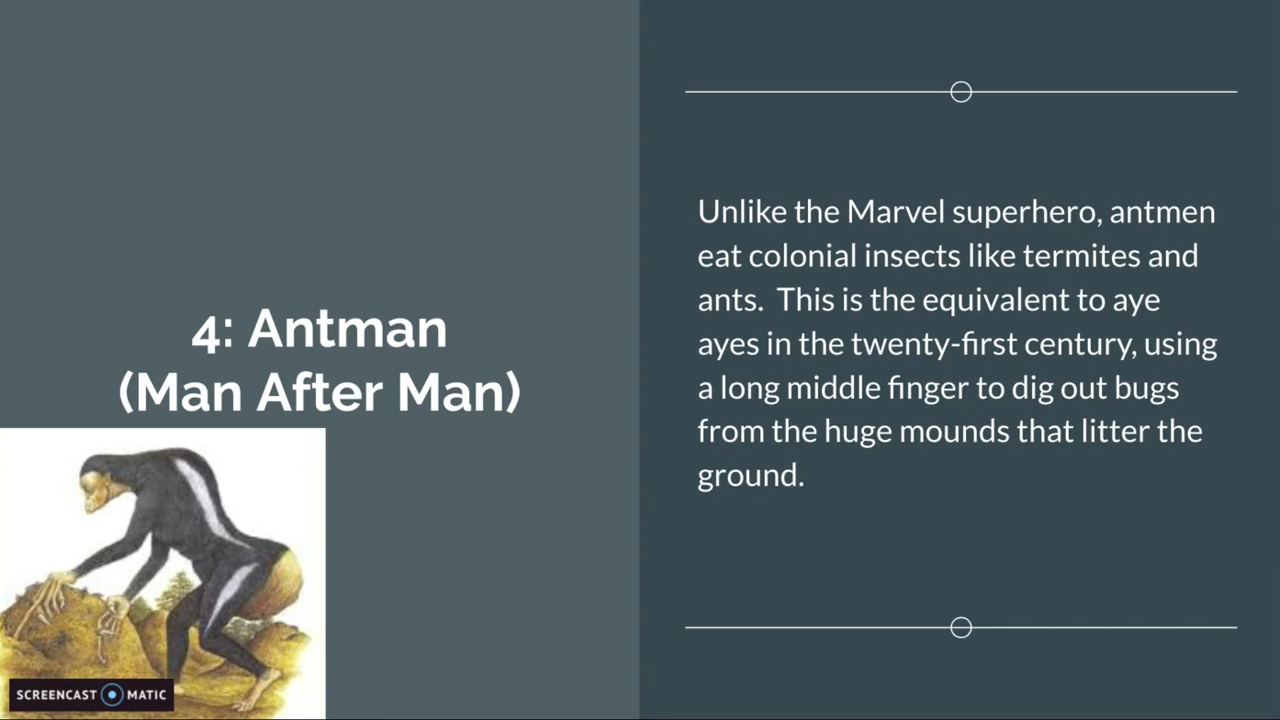 4: Antman
(Man After Man)
Unlike the Marvel superhero, antmen
eat colonial insects like termites and
ants.  This is the equivalent to aye
ayes in the twenty-first century, using
a long middle finger to dig out bugs
from the huge mounds that litter the
ground.
SCREENCAST MATIC